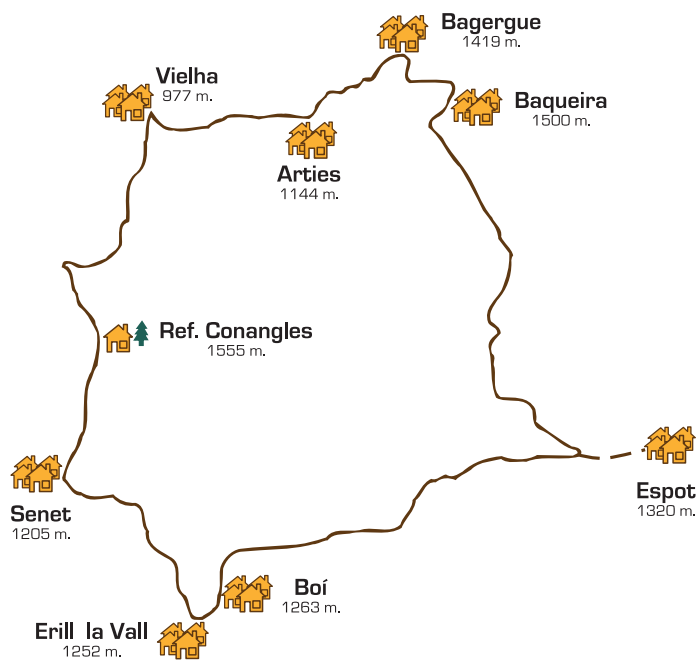 Bagergue
1419 m.
Vielha
977 m.
Baqueira
1500 m.
Arties
1144 m.
Ref. Conangles
1555 m.
Espot
1320 m.
Senet
1205 m.
Boí
1263 m.
Erill la Vall
1252 m.